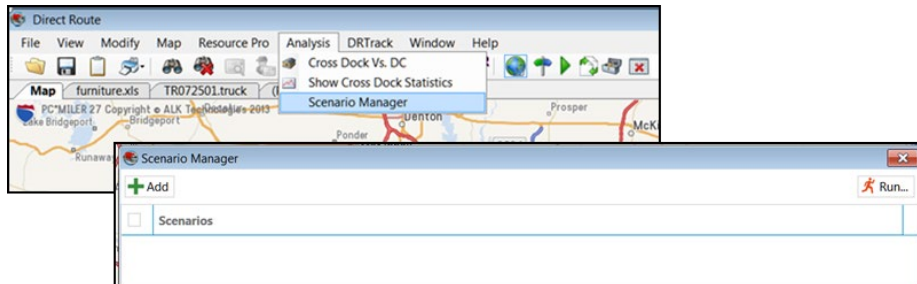 Direct Route
File View Modify Map Resource Pro Analysis DRTrack Window Help
Cross Dock Vs. DC
Show Cross Dock Statistics
Scenario Manager
Map furniture.xls TR072501.truck
PC*MILER 27 Copyright © ALK Technologies 2013
Denton
Prosper
McKi
Lake Bridgeport
Bridgeport
Ponder
Runawa
Scenario Manager
Add
Run...
Scenarios